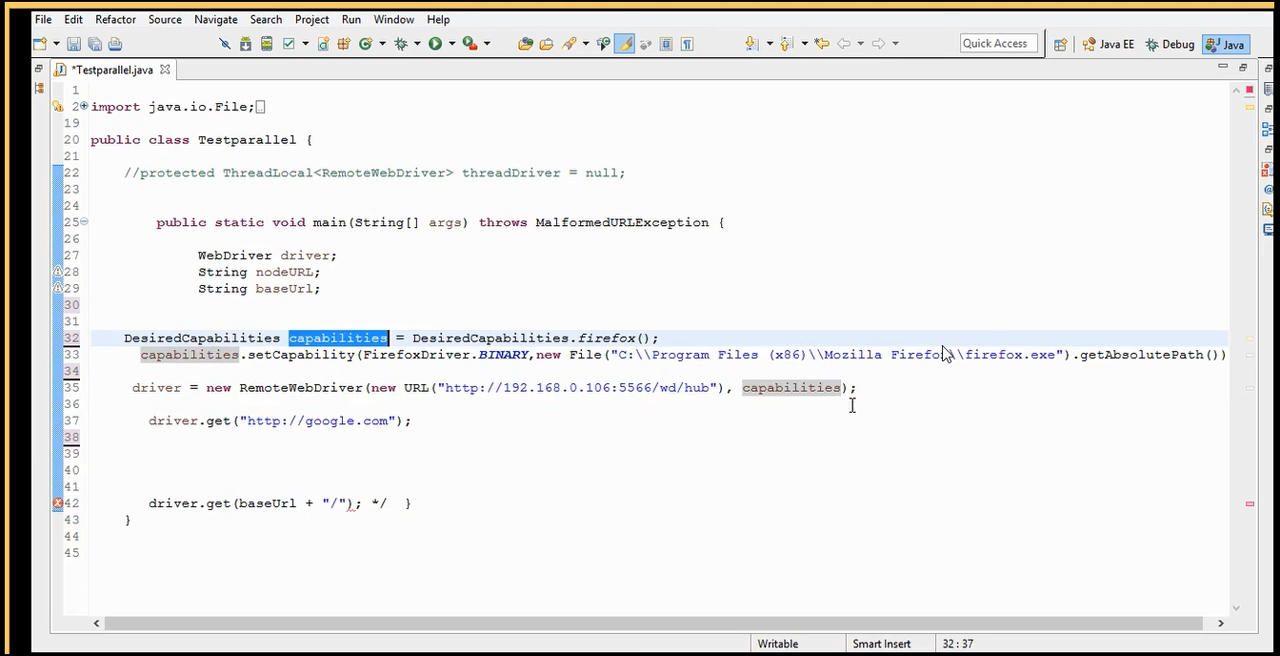 File Edit Refactor Source Navigate Search Project Run Window Help
Quick Access Java EE Debug Java
*Testparallel.java
1
2 import java.io.File;
19
20 public class Testparallel {
21
22 //protected ThreadLocal<RemoteWebDriver> threadDriver = null;
23
24
25 public static void main(String[] args) throws MalformedURLException {
26
27 WebDriver driver;
28 String nodeURL;
29 String baseUrl;
30
31
32 DesiredCapabilities capabilities = DesiredCapabilities.firefox();
33 capabilities.setCapability(FirefoxDriver.BINARY,new File("C:\\Program Files (x86)\\Mozilla Firefox\\firefox.exe").getAbsolutePath())
34
35 driver = new RemoteWebDriver(new URL("http://192.168.0.106:5566/wd/hub"), capabilities);
36
37 driver.get("http://google.com");
38
39
40
41
42 driver.get(baseUrl + "/"); */ }
43 }
44
45
Writable Smart Insert 32 : 37